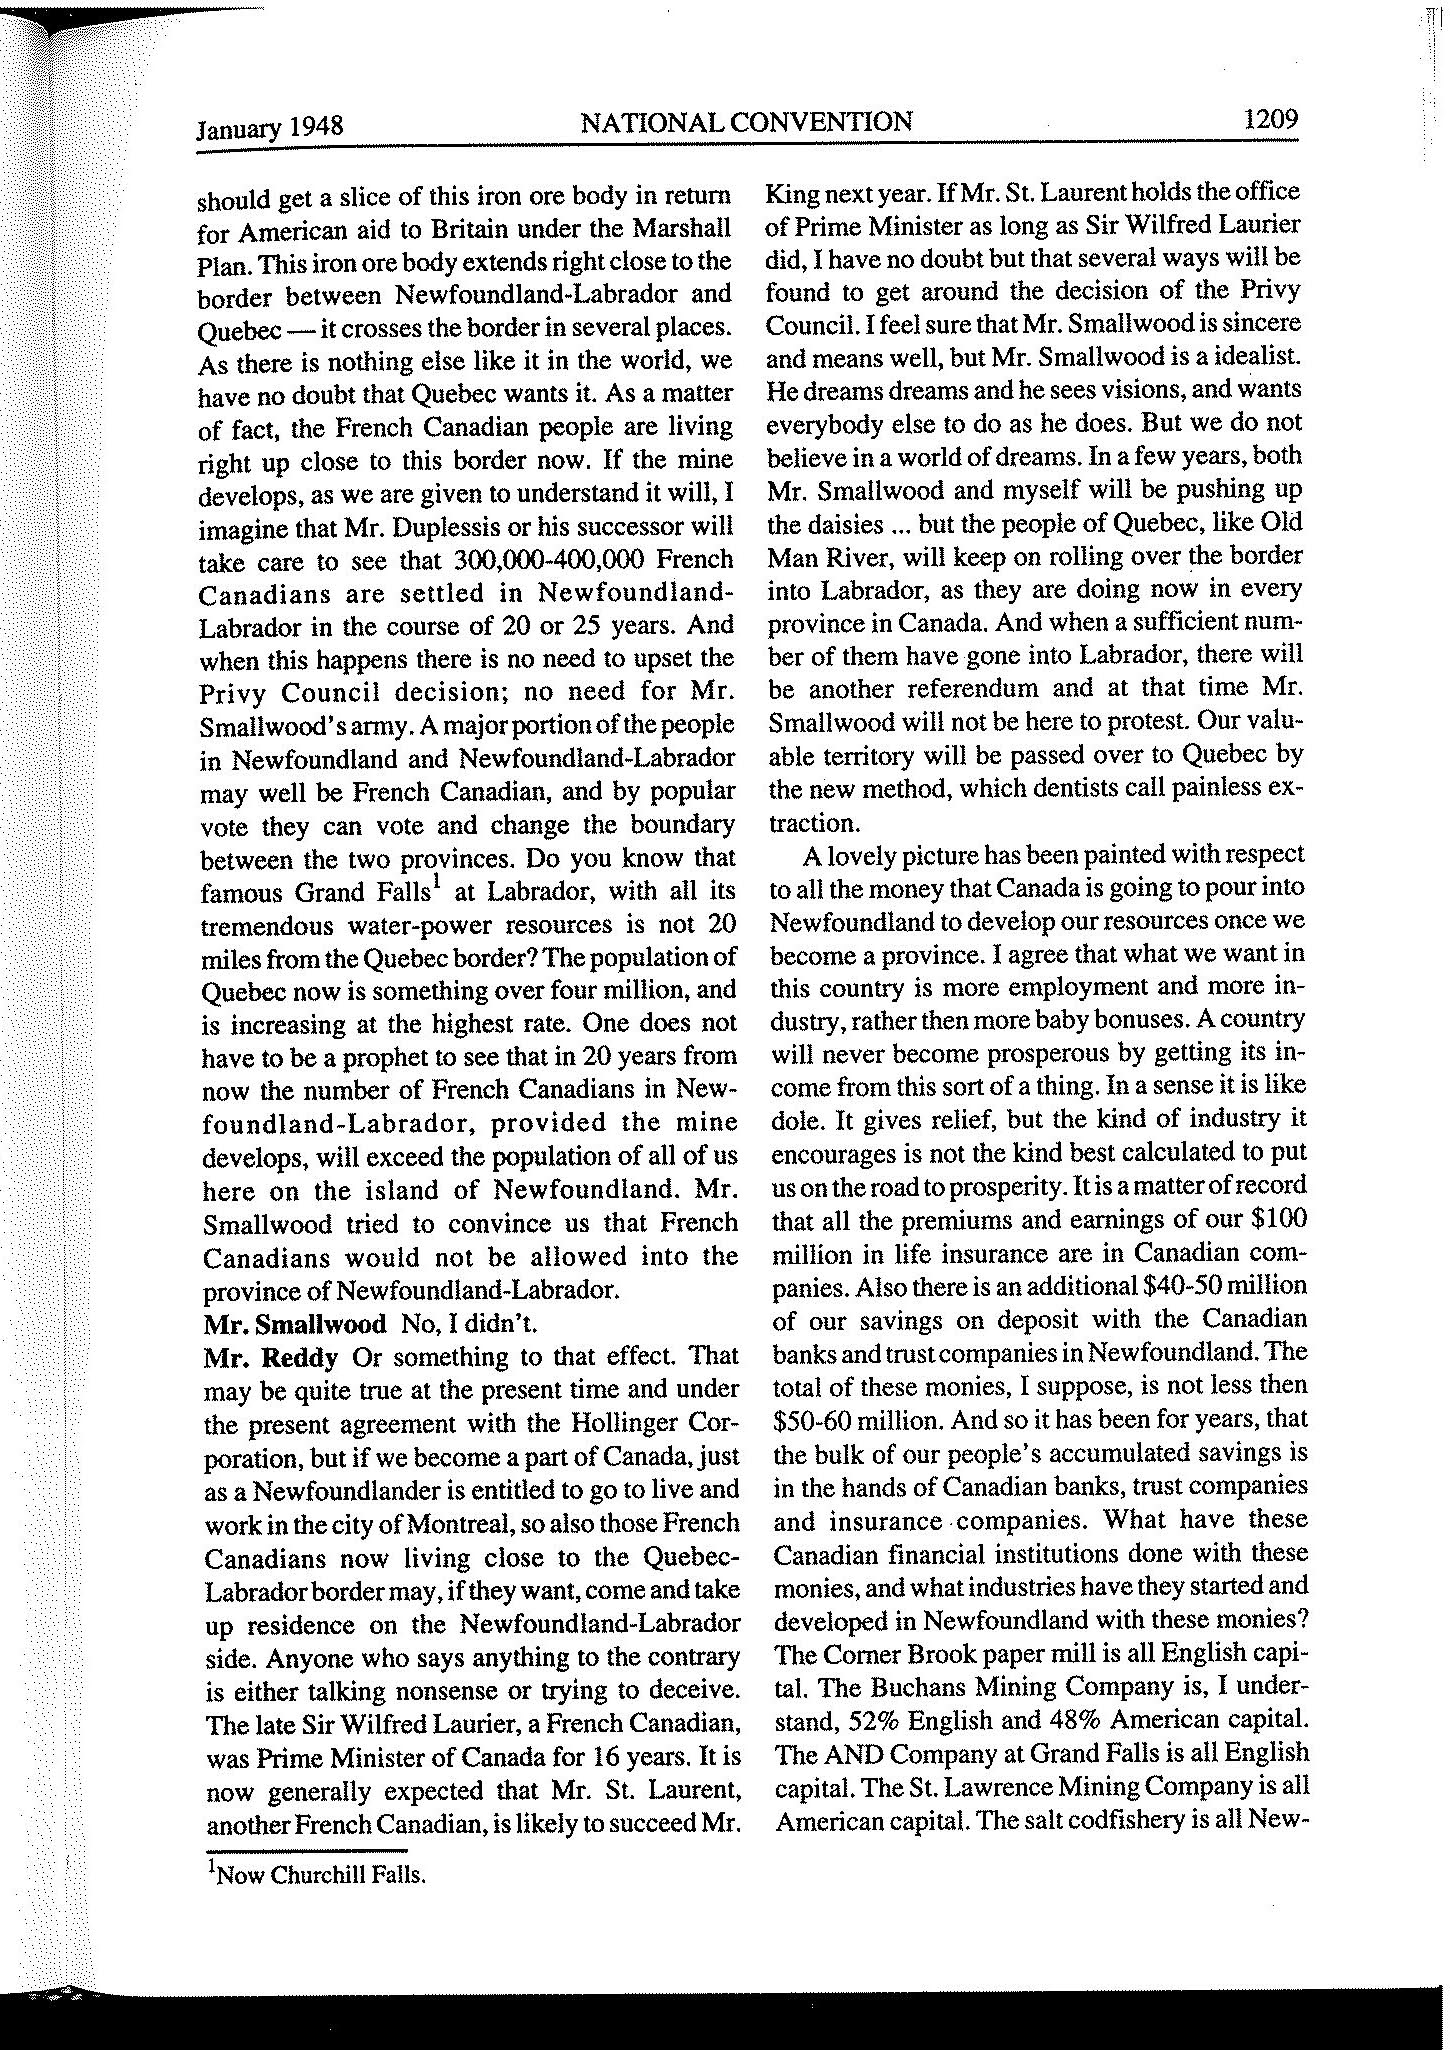 January 1948
NATIONAL CONVENTION
1209
should get a slice of this iron ore body in return
for American aid to Britain under the Marshall
Plan. This iron ore body extends right close to the
border between Newfoundland-Labrador and
Quebec — it crosses the border in several places.
As there is nothing else like it in the world, we
have no doubt that Quebec wants it. As a matter
of fact, the French Canadian people are living
right up close to this border now. If the mine
develops, as we are given to understand it will, I
imagine that Mr. Duplessis or his successor will
take care to see that 300,000-400,000 French
Canadians are settled in Newfoundland-
Labrador in the course of 20 or 25 years. And
when this happens there is no need to upset the
Privy Council decision; no need for Mr.
Smallwood's army. A major portion of the people
in Newfoundland and Newfoundland-Labrador
may well be French Canadian, and by popular
vote they can vote and change the boundary
between the two provinces. Do you know that
famous Grand Falls¹ at Labrador, with all its
tremendous water-power resources is not 20
miles from the Quebec border? The population of
Quebec now is something over four million, and
is increasing at the highest rate. One does not
have to be a prophet to see that in 20 years from
now the number of French Canadians in New-
foundland-Labrador, provided the mine
develops, will exceed the population of all of us
here on the island of Newfoundland. Mr.
Smallwood tried to convince us that French
Canadians would not be allowed into the
province of Newfoundland-Labrador.
Mr. Smallwood No, I didn't.
Mr. Reddy Or something to that effect. That
may be quite true at the present time and under
the present agreement with the Hollinger Cor-
poration, but if we become a part of Canada, just
as a Newfoundlander is entitled to go to live and
work in the city of Montreal, so also those French
Canadians now living close to the Quebec-
Labrador border may, if they want, come and take
up residence on the Newfoundland-Labrador
side. Anyone who says anything to the contrary
is either talking nonsense or trying to deceive.
The late Sir Wilfred Laurier, a French Canadian,
was Prime Minister of Canada for 16 years. It is
now generally expected that Mr. St. Laurent,
another French Canadian, is likely to succeed Mr.
¹Now Churchill Falls.
King next year. If Mr. St. Laurent holds the office
of Prime Minister as long as Sir Wilfred Laurier
did, I have no doubt but that several ways will be
found to get around the decision of the Privy
Council. I feel sure that Mr. Smallwood is sincere
and means well, but Mr. Smallwood is a idealist.
He dreams dreams and he sees visions, and wants
everybody else to do as he does. But we do not
believe in a world of dreams. In a few years, both
Mr. Smallwood and myself will be pushing up
the daisies ... but the people of Quebec, like Old
Man River, will keep on rolling over the border
into Labrador, as they are doing now in every
province in Canada. And when a sufficient num-
ber of them have gone into Labrador, there will
be another referendum and at that time Mr.
Smallwood will not be here to protest. Our valu-
able territory will be passed over to Quebec by
the new method, which dentists call painless ex-
traction.
A lovely picture has been painted with respect
to all the money that Canada is going to pour into
Newfoundland to develop our resources once we
become a province. I agree that what we want in
this country is more employment and more in-
dustry, rather then more baby bonuses. A country
will never become prosperous by getting its in-
come from this sort of a thing. In a sense it is like
dole. It gives relief, but the kind of industry it
encourages is not the kind best calculated to put
us on the road to prosperity. It is a matter of record
that all the premiums and earnings of our $100
million in life insurance are in Canadian com-
panies. Also there is an additional $40-50 million
of our savings on deposit with the Canadian
banks and trust companies in Newfoundland. The
total of these monies, I suppose, is not less then
$50-60 million. And so it has been for years, that
the bulk of our people's accumulated savings is
in the hands of Canadian banks, trust companies
and insurance companies. What have these
Canadian financial institutions done with these
monies, and what industries have they started and
developed in Newfoundland with these monies?
The Corner Brook paper mill is all English capi-
tal. The Buchans Mining Company is, I under-
stand, 52% English and 48% American capital.
The AND Company at Grand Falls is all English
capital. The St. Lawrence Mining Company is all
American capital. The salt codfishery is all New-